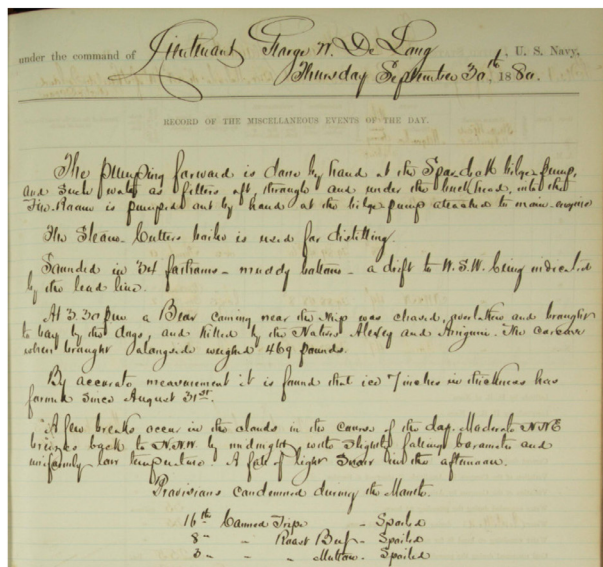 under the command of Lieutenant George W. De Long, U. S. Navy,
Thursday September 30th, 1880.
RECORD OF THE MISCELLANEOUS EVENTS OF THE DAY.
The pumping forward is done by hand at the Spardeck bilge pump,
and such water as filters aft, through and under the bulkhead, into the
Fire-Room is pumped out by hand at the bilge pump attached to main engine
The Steam-Cutters boiler is used for distilling.
Sounded in fathoms - muddy bottom - a drift to W.S.W. being indicated
by the lead line.
At 3.30 pm a Bear coming near the ship was chased, overtaken and brought
to bay by the dogs, and killed by the Natives Alexey and Aniguin. The carcass
when brought alongside weighed 469 pounds.
By accurate measurement it is found that ice 7 inches in thickness has
formed since August 31st.
A few breaks occur in the clouds in the course of the day. Moderate N.N.E
breezes back to N.N.W by midnight, with slightly falling barometer and
uniformly low temperature. A fall of light snow in the afternoon.
Provisions condemned during the Month.
16 lbs Canned Tripe - Spoiled
8 " " Roast Beef - Spoiled
3 " " Mutton - Spoiled